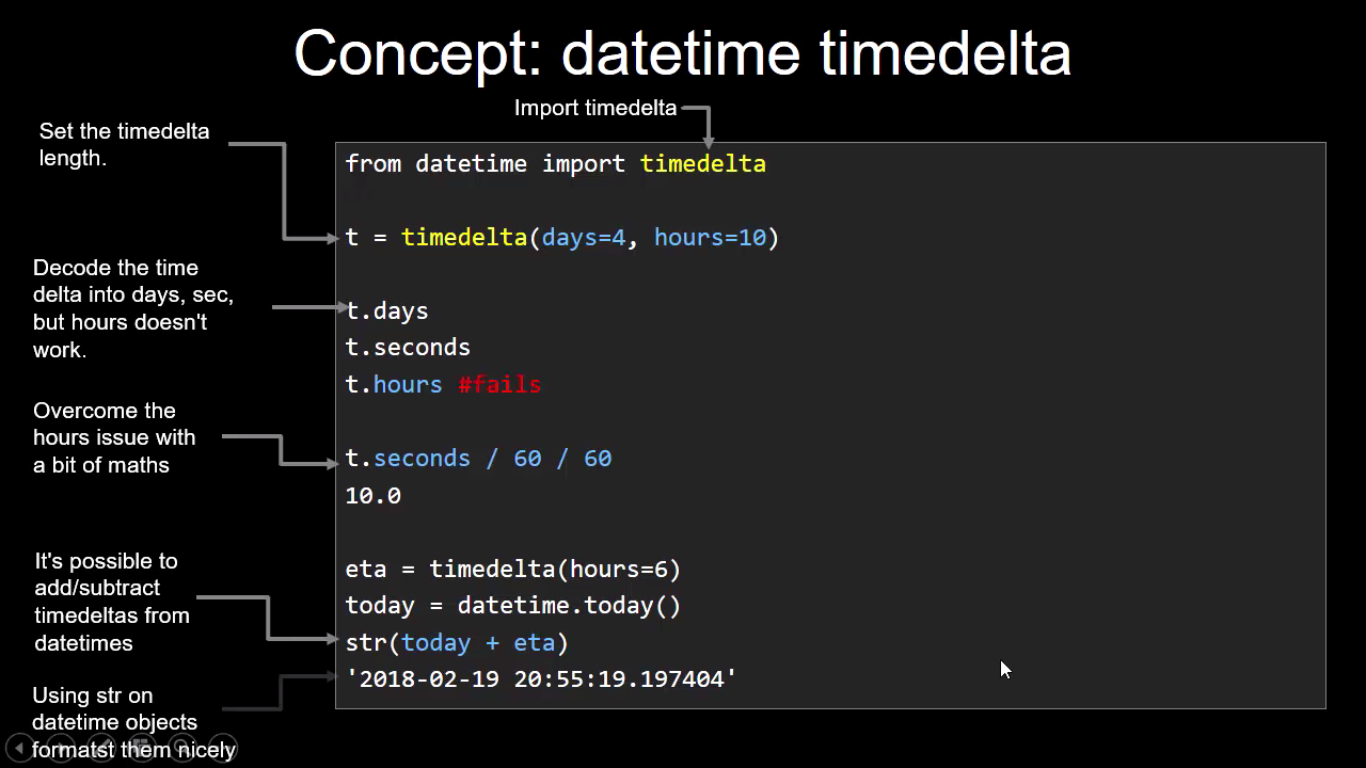 Concept: datetime timedelta
Import timedelta
Set the timedelta
length.
from datetime import timedelta
t = timedelta(days=4, hours=10)
Decode the time
delta into days, sec,
but hours doesn't
work.
t.days
t.seconds
t.hours #fails
Overcome the
hours issue with
a bit of maths
t.seconds / 60 / 60
10.0
It's possible to
add/subtract
timedeltas from
datetimes
eta = timedelta(hours=6)
today = datetime.today()
str(today + eta)
'2018-02-19 20:55:19.197404'
Using str on
datetime objects
formatst them nicely